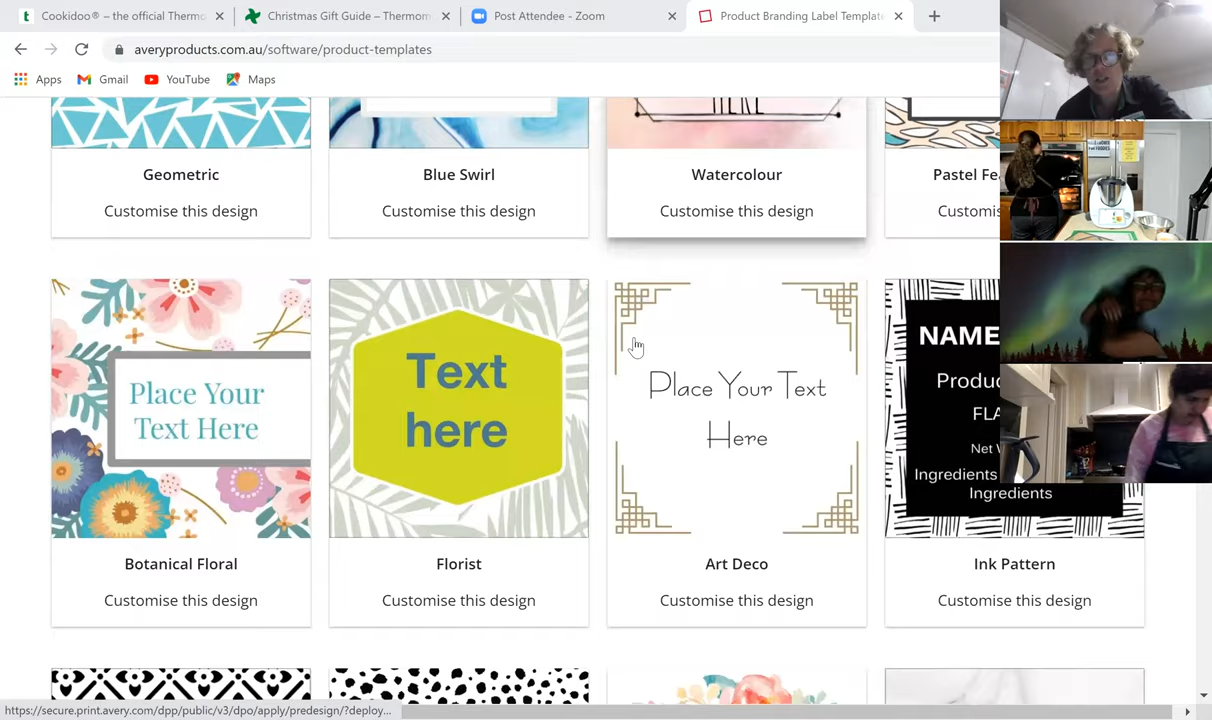 Cookidoo® – the official Thermo
Christmas Gift Guide – Thermom
Post Attendee - Zoom
Product Branding Label Template
averyproducts.com.au/software/product-templates
Apps
Gmail
YouTube
Maps
HERE
Geometric
Blue Swirl
Watercolour
Pastel Fea
Customise this design
Customise this design
Customise this design
Customis
Place Your
Text Here
Text
here
Place Your Text
Here
NAME
Produc
FLA
Net W
Ingredients
Ingredients
Botanical Floral
Florist
Art Deco
Ink Pattern
Customise this design
Customise this design
Customise this design
Customise this design
https://secure.print.avery.com/dpp/public/v3/dpo/apply/predesign/?deploy...